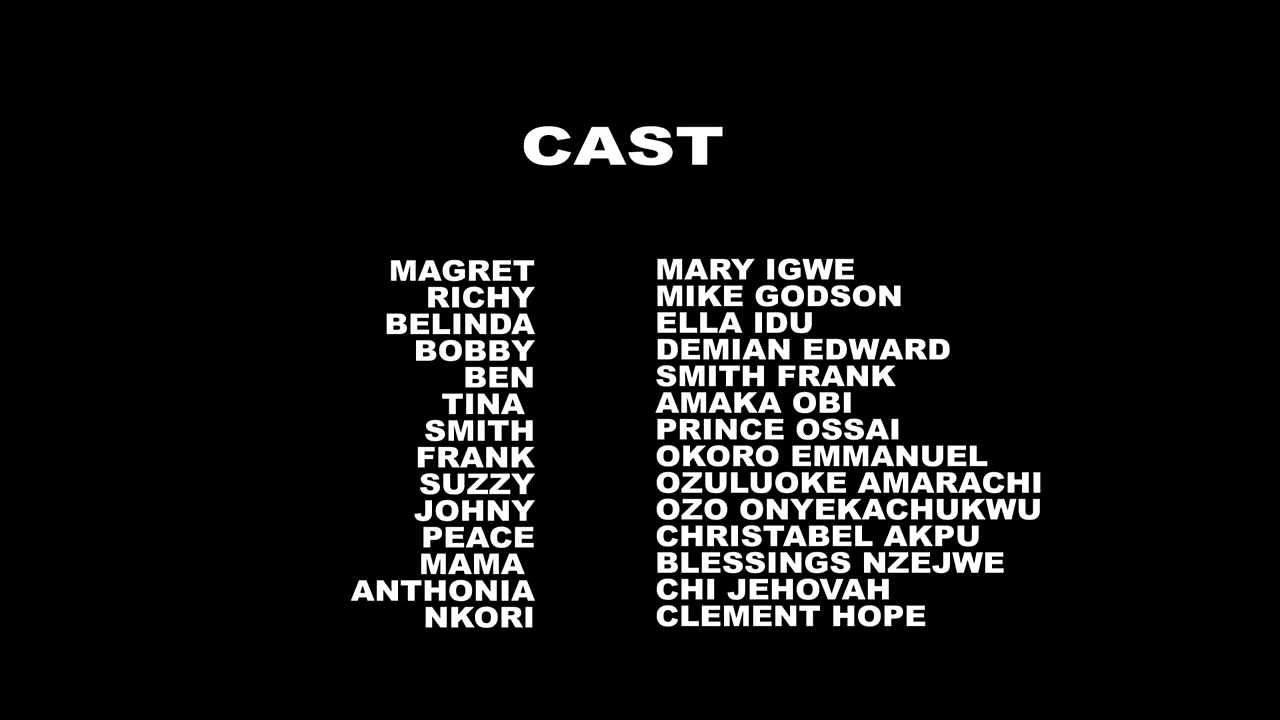 CAST
MAGRET MARY IGWE
RICHY MIKE GODSON
BELINDA ELLA IDU
BOBBY DEMIAN EDWARD
BEN SMITH FRANK
TINA AMAKA OBI
SMITH PRINCE OSSAI
FRANK OKORO EMMANUEL
SUZZY OZULUOKE AMARACHI
JOHNY OZO ONYEKACHUKWU
PEACE CHRISTABEL AKPU
MAMA BLESSINGS NZEJWE
ANTHONIA CHI JEHOVAH
NKORI CLEMENT HOPE